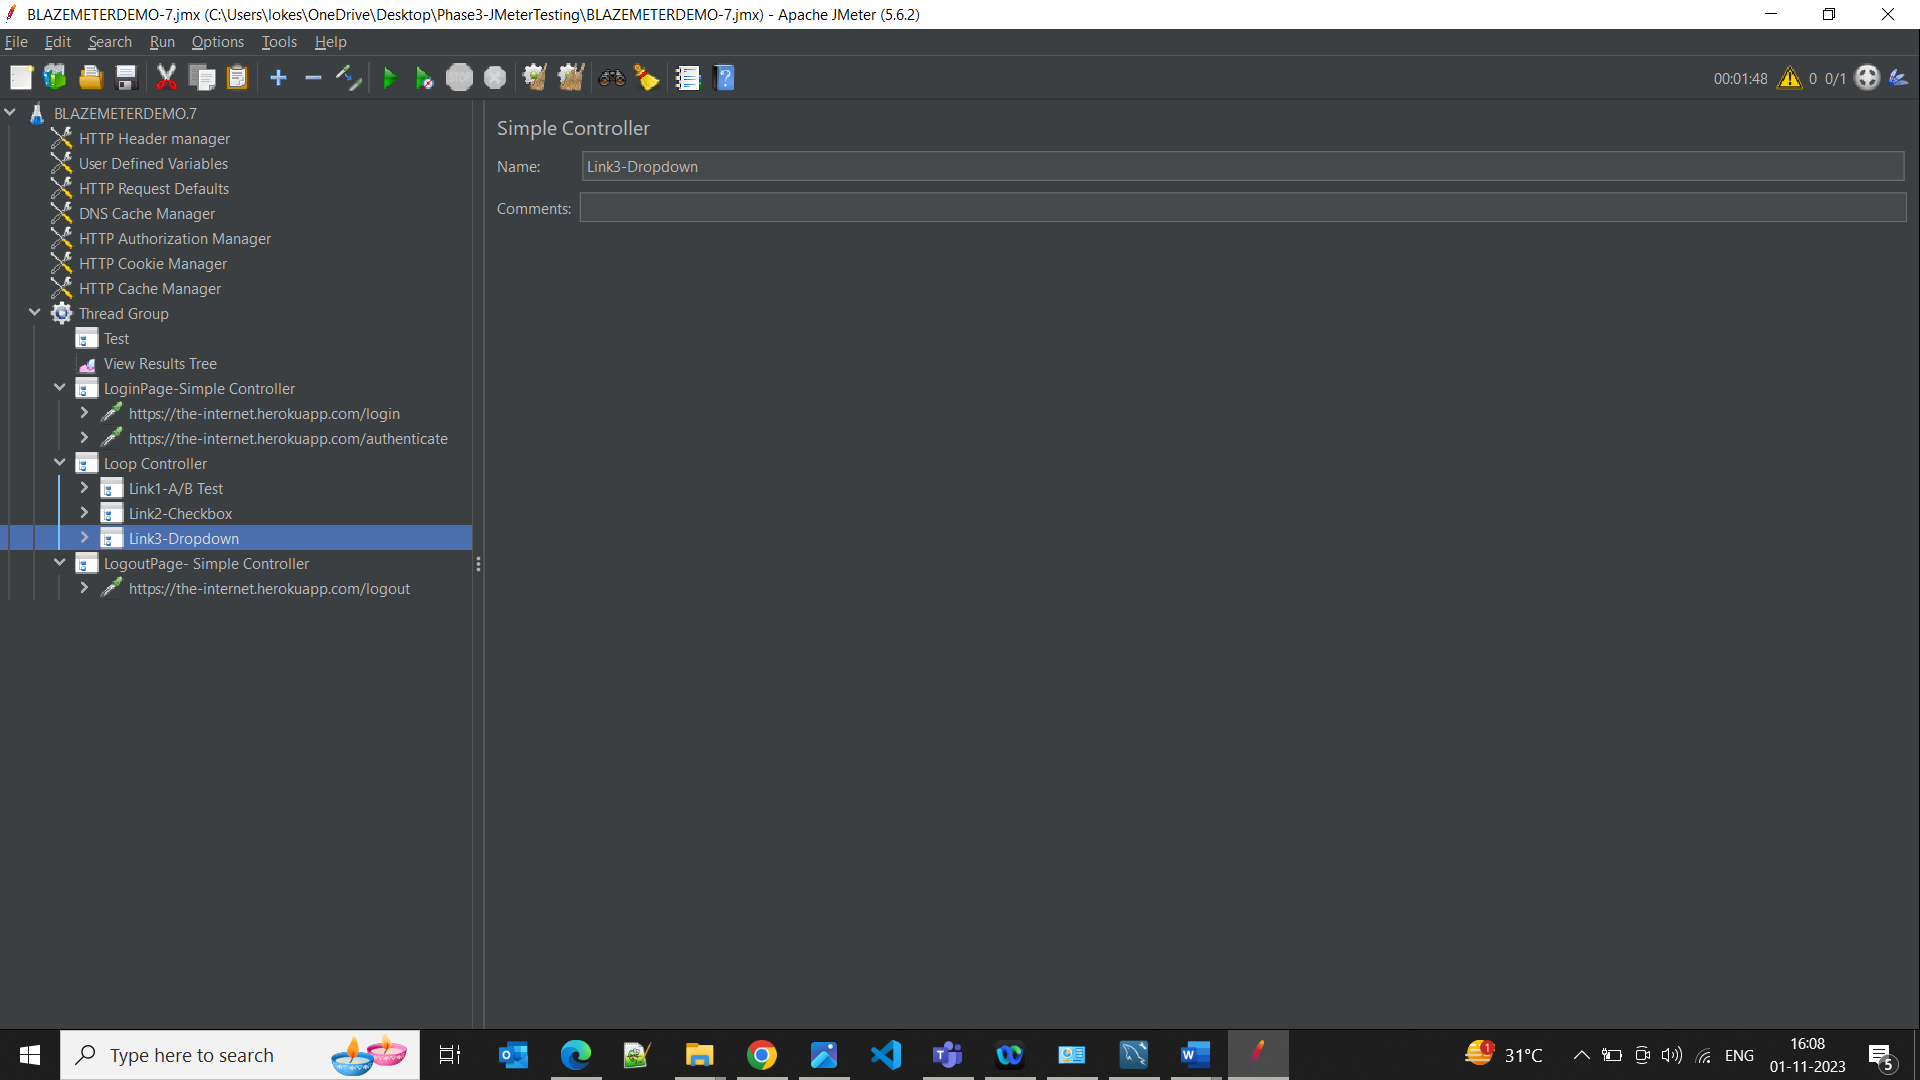 BLAZEMETERDEMO-7.jmx (C:\Users\lokes\OneDrive\Desktop\Phase3-JMeterTesting\BLAZEMETERDEMO-7.jmx) - Apache JMeter (5.6.2)
File Edit Search Run Options Tools Help
STOP
00:01:48 0 0/1
BLAZEMETERDEMO.7
HTTP Header manager
User Defined Variables
HTTP Request Defaults
DNS Cache Manager
HTTP Authorization Manager
HTTP Cookie Manager
HTTP Cache Manager
Thread Group
Test
View Results Tree
LoginPage-Simple Controller
https://the-internet.herokuapp.com/login
https://the-internet.herokuapp.com/authenticate
Loop Controller
Link1-A/B Test
Link2-Checkbox
Link3-Dropdown
LogoutPage- Simple Controller
https://the-internet.herokuapp.com/logout
Simple Controller
Name: Link3-Dropdown
Comments:
Type here to search
1
31°C
ENG
16:08
01-11-2023
5